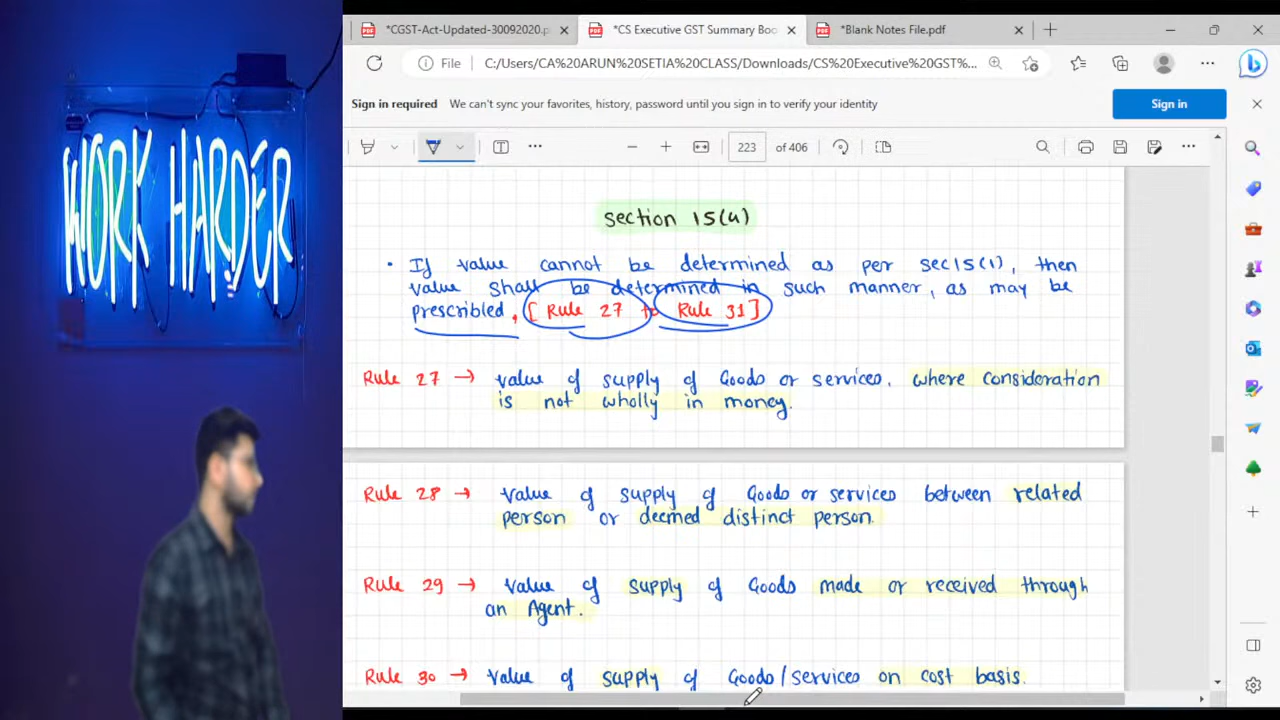 WORK HARDER
*CGST-Act-Updated-30092020.p
*CS Executive GST Summary Boo
*Blank Notes File.pdf
File C:/Users/CA%20ARUN%20SETIA%20CLASS/Downloads/CS%20Executive%20GST%...
Sign in required We can't sync your favorites, history, password until you sign in to verify your identity Sign in
223 of 406
Section 15(4)
• If value cannot be determined as per sec15(1), then
value shall be determined in such manner, as may be
prescribed, [Rule 27 to Rule 31]
Rule 27 → value of supply of Goods or services, where consideration
is not wholly in money.
Rule 28 → value of supply of Goods or services between related
person or deemed distinct person.
Rule 29 → value of supply of Goods made or received through
an Agent.
Rule 30 → value of supply of Goods/services on cost basis.